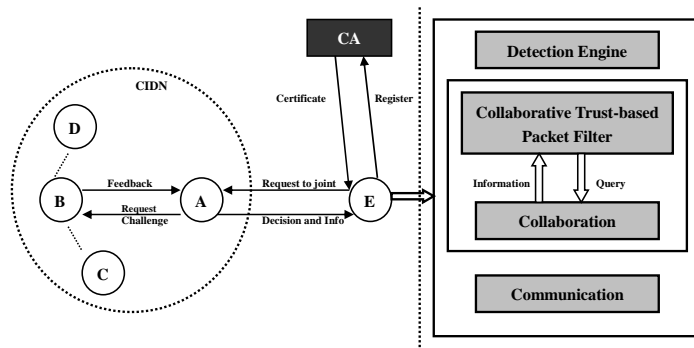 CA
CIDN
Certificate
Register
D
Feedback
Request to joint
B
A
E
Request
Challenge
Decision and Info
C
Detection Engine
Collaborative Trust-based
Packet Filter
Information
Query
Collaboration
Communication